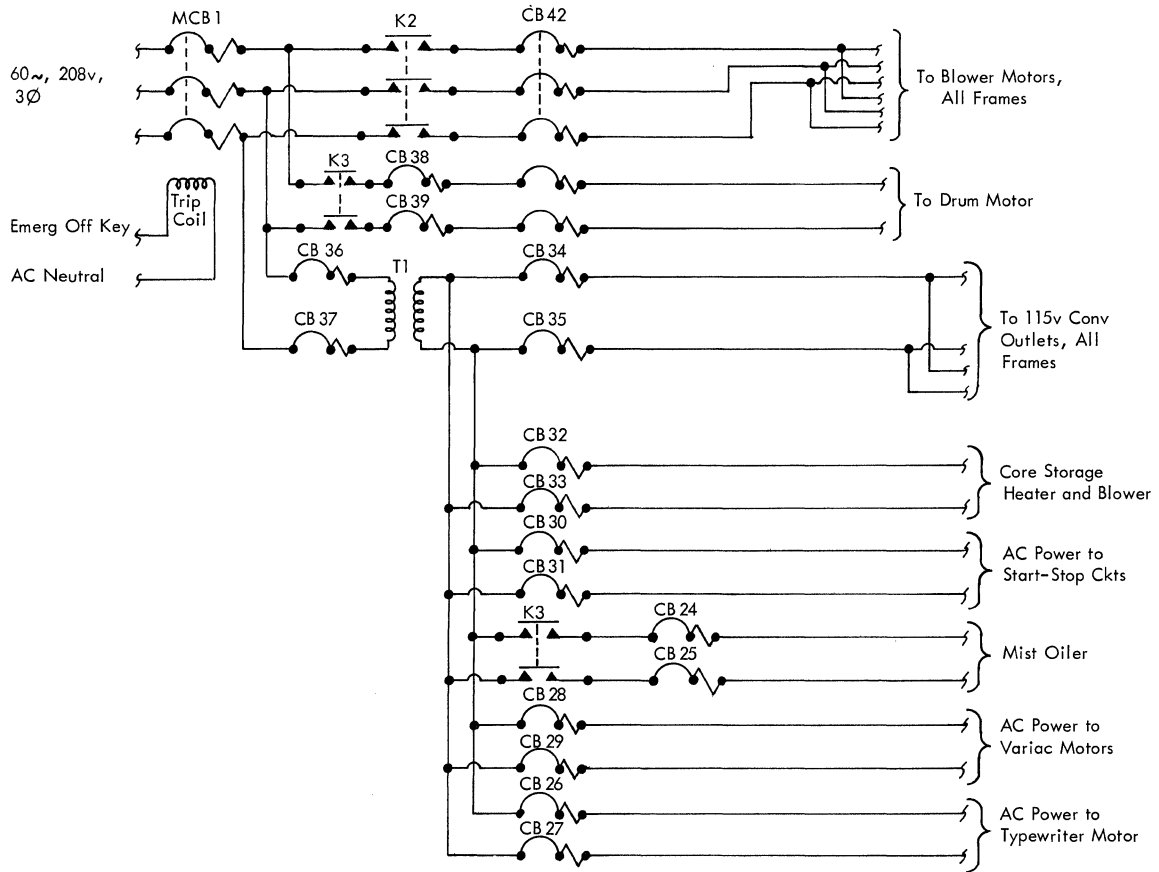 MCB 1
K2
CB 42
60~, 208v,
3Ø
To Blower Motors,
All Frames
K3
CB 38
Trip
Coil
CB 39
To Drum Motor
Emerg Off Key
AC Neutral
CB 36
T1
CB 34
CB 37
CB 35
To 115v Conv
Outlets, All
Frames
CB 32
CB 33
Core Storage
Heater and Blower
CB 30
CB 31
AC Power to
Start-Stop Ckts
K3
CB 24
CB 25
Mist Oiler
CB 28
CB 29
AC Power to
Variac Motors
CB 26
CB 27
AC Power to
Typewriter Motor